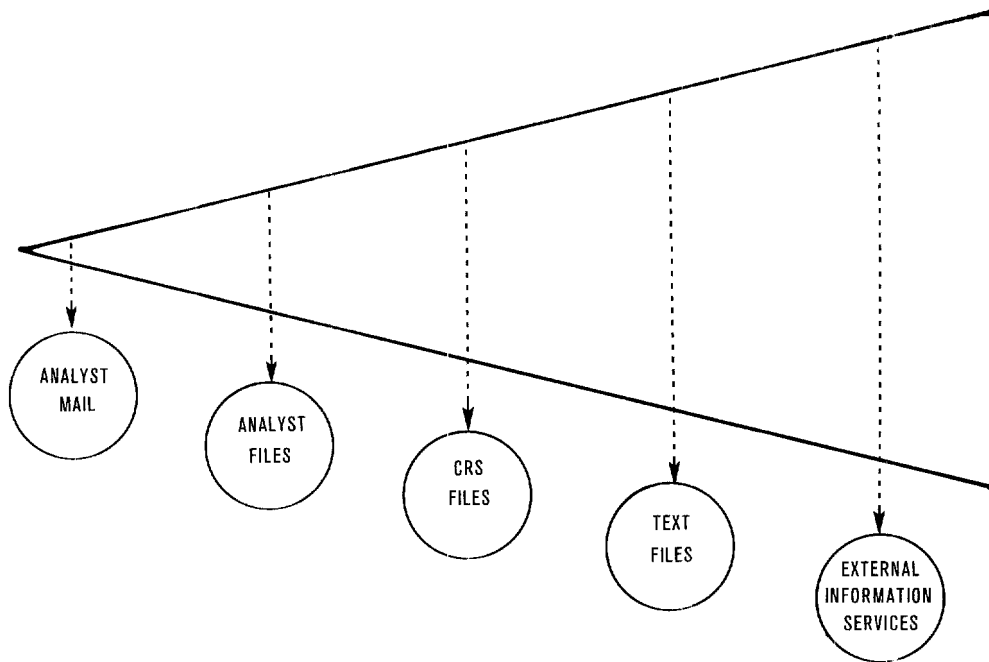 ANALYST
MAIL
ANALYST
FILES
CRS
FILES
TEXT
FILES
EXTERNAL
INFORMATION
SERVICES